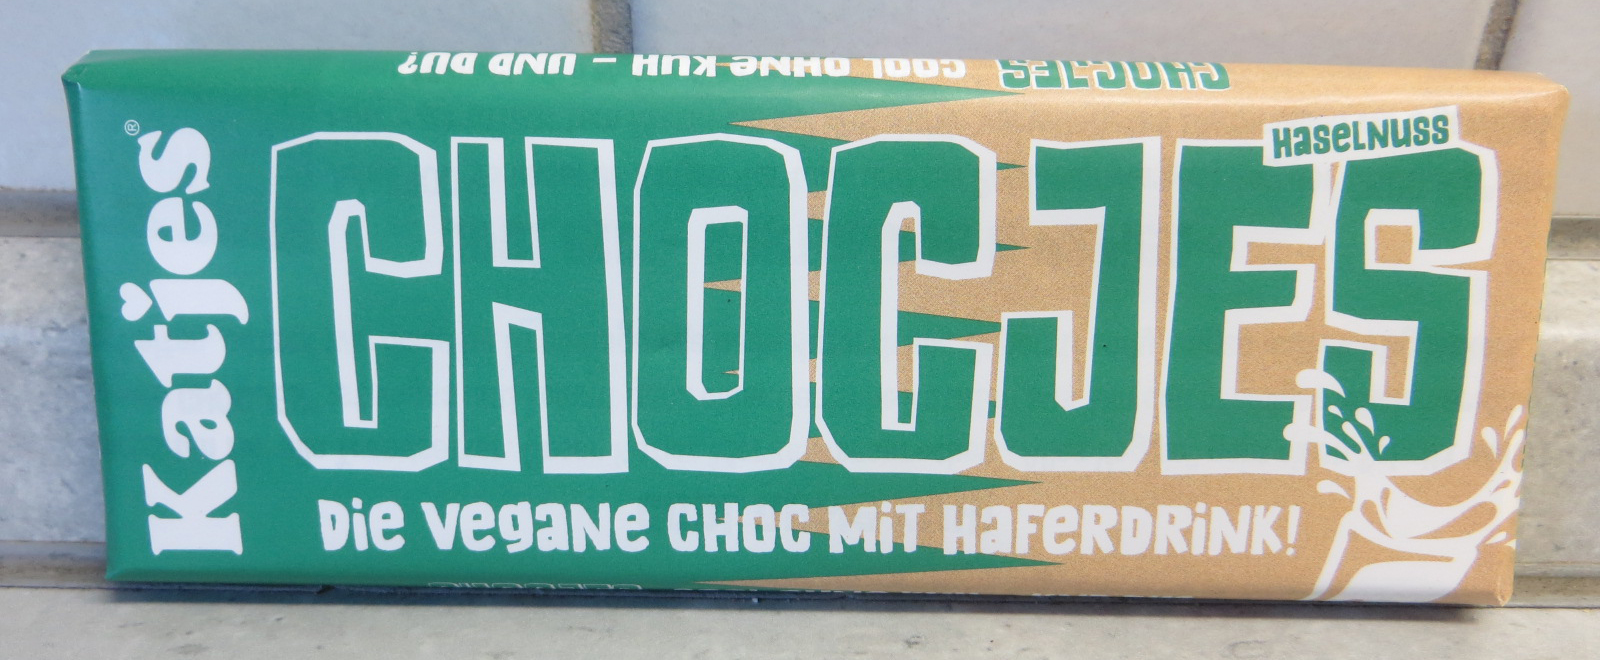 COOL OHNE KUH – UND DU?
CHOCJES
Katjes®
CHOCJES
HASELNUSS
Die vegane CHOC MiT HaFERDRiNK!